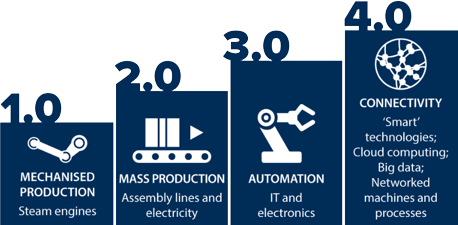 1.0
MECHANISED
PRODUCTION
Steam engines
2.0
MASS PRODUCTION
Assembly lines and
electricity
3.0
AUTOMATION
IT and
electronics
4.0
CONNECTIVITY
‘Smart’
technologies;
Cloud computing;
Big data;
Networked
machines and
processes